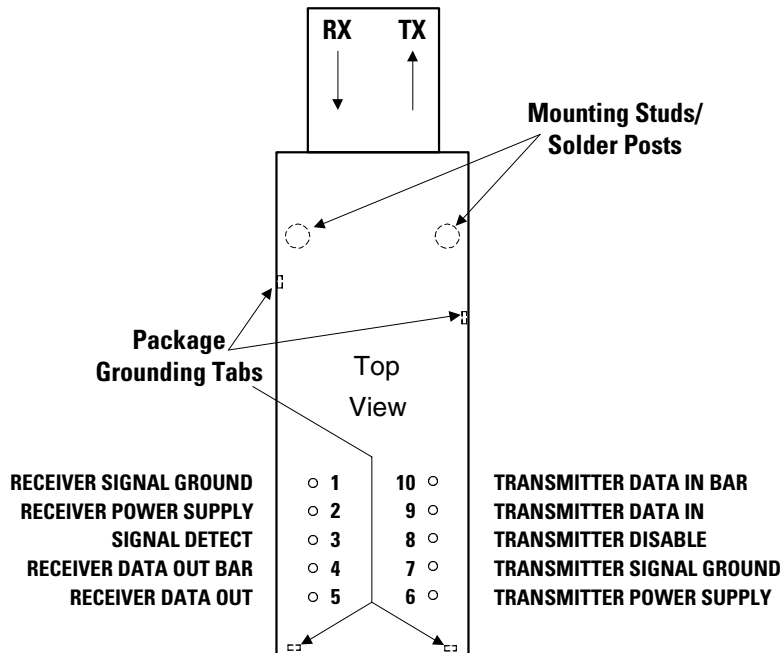 RX TX
Mounting Studs/
Solder Posts
Package
Grounding Tabs
Top
View
RECEIVER SIGNAL GROUND 1 10 TRANSMITTER DATA IN BAR
RECEIVER POWER SUPPLY 2 9 TRANSMITTER DATA IN
SIGNAL DETECT 3 8 TRANSMITTER DISABLE
RECEIVER DATA OUT BAR 4 7 TRANSMITTER SIGNAL GROUND
RECEIVER DATA OUT 5 6 TRANSMITTER POWER SUPPLY